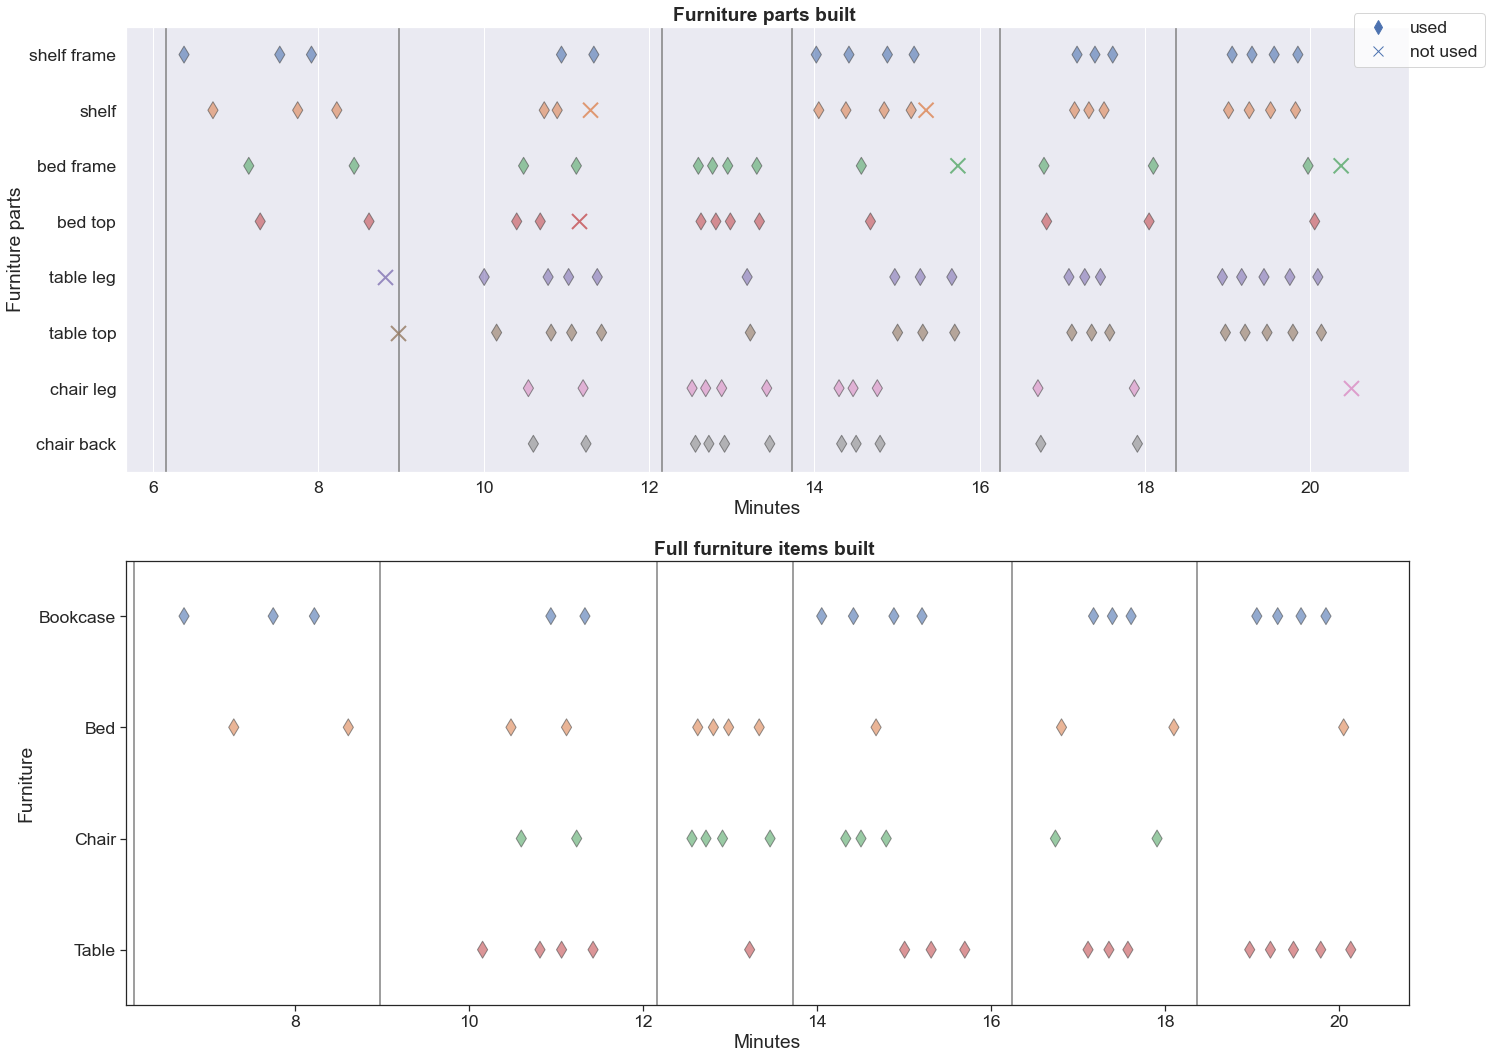 Furniture parts built
used
not used
Furniture parts
shelf frame
shelf
bed frame
bed top
table leg
table top
chair leg
chair back
6 8 10 12 14 16 18 20
Minutes
Full furniture items built
Furniture
Bookcase
Bed
Chair
Table
8 10 12 14 16 18 20
Minutes